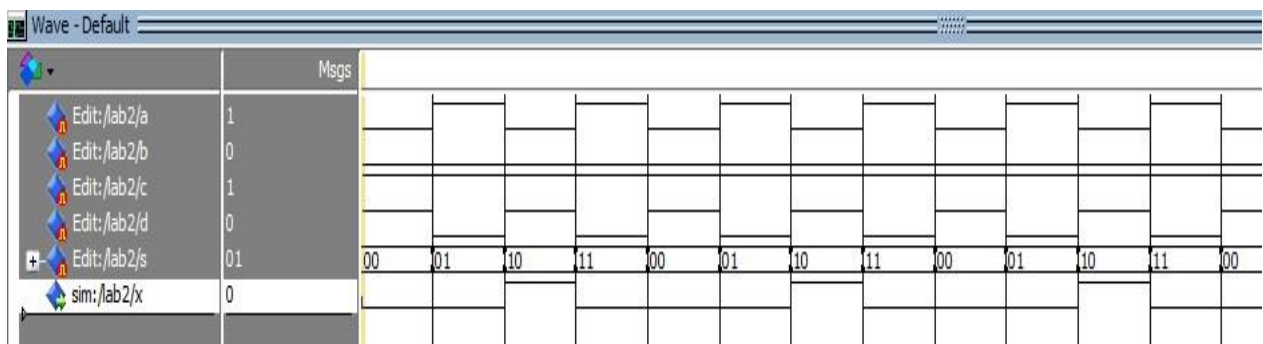 Wave - Default
Msgs
Edit:/lab2/a 1
Edit:/lab2/b 0
Edit:/lab2/c 1
Edit:/lab2/d 0
Edit:/lab2/s 01 00 01 10 11 00 01 10 11 00 01 10 11 00
sim:/lab2/x 0